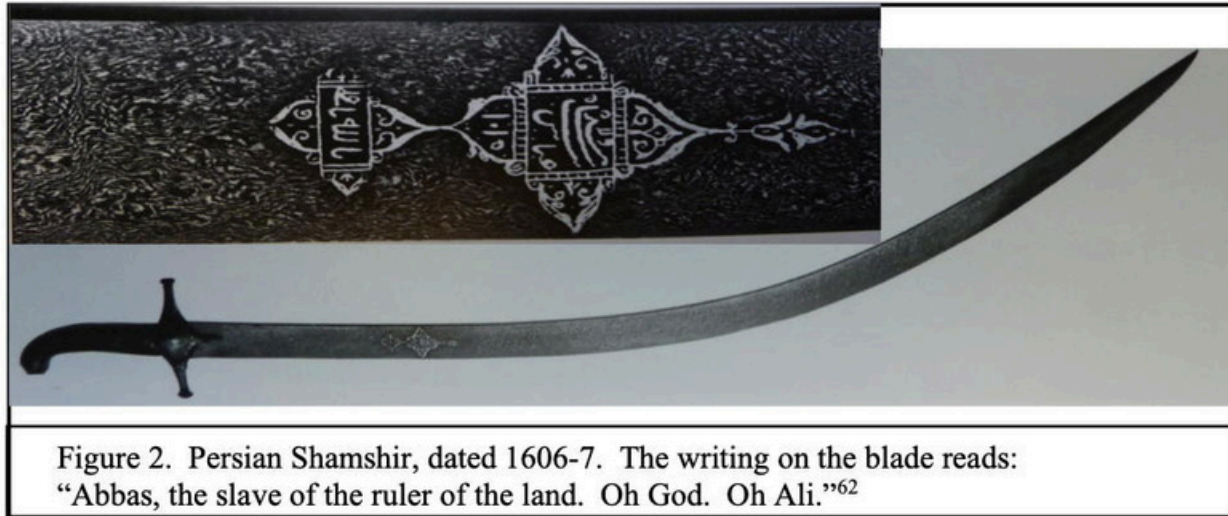 Figure 2.  Persian Shamshir, dated 1606-7.  The writing on the blade reads:
“Abbas, the slave of the ruler of the land.  Oh God.  Oh Ali.”⁶²